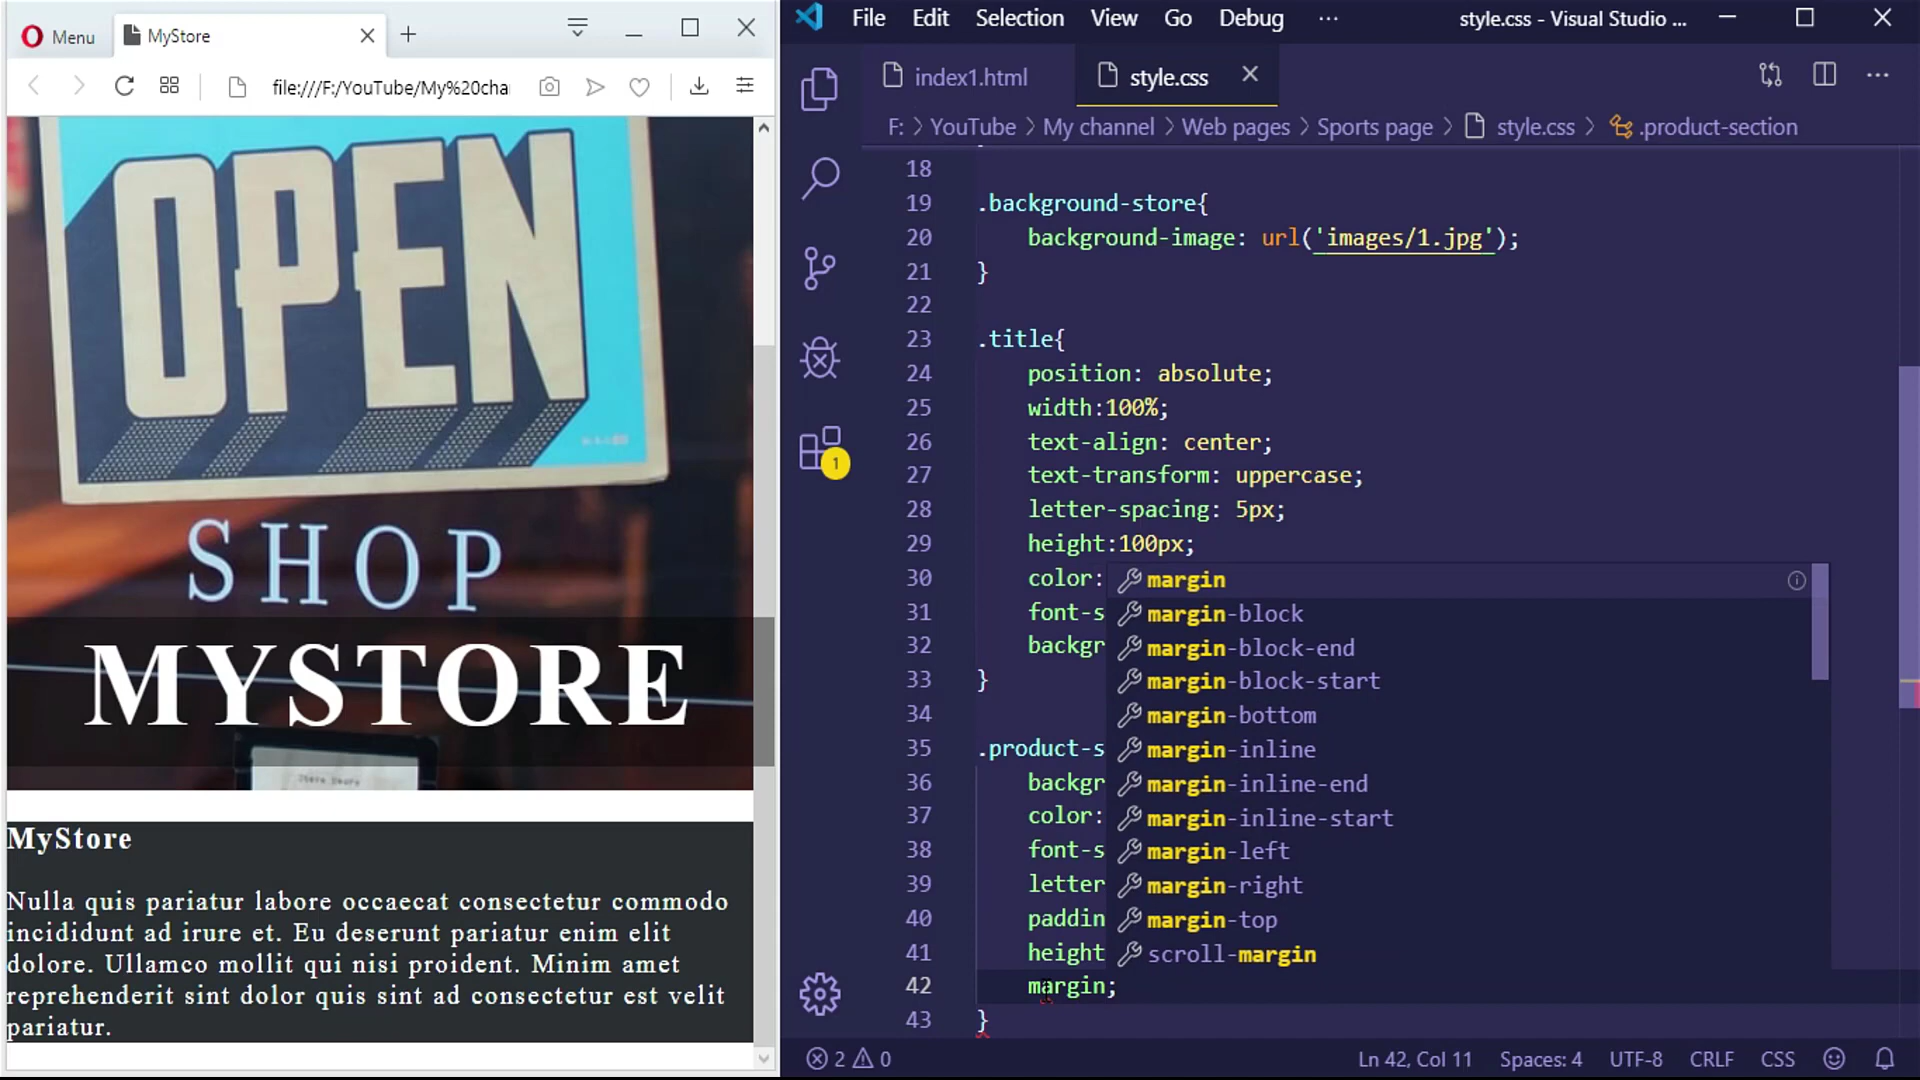 Menu
MyStore
file:///F:/YouTube/My%20cha
OPEN
SHOP
MYSTORE
MyStore
Nulla quis pariatur labore occaecat consectetur commodo
incididunt ad irure et. Eu deserunt pariatur enim elit
dolore. Ullamco mollit qui nisi proident. Minim amet
reprehenderit sint dolor quis sint ad consectetur est velit
pariatur.
File Edit Selection View Go Debug ··· style.css - Visual Studio ...
index1.html style.css
F: > YouTube > My channel > Web pages > Sports page > style.css > .product-section
18
19 .background-store{
20 background-image: url('images/1.jpg');
21 }
22
23 .title{
24 position: absolute;
25 width:100%;
26 text-align: center;
27 text-transform: uppercase;
28 letter-spacing: 5px;
29 height:100px;
30 color: margin
31 font-s margin-block
32 backgr margin-block-end
33 } margin-block-start
34 margin-bottom
35 .product-s margin-inline
36 backgr margin-inline-end
37 color: margin-inline-start
38 font-s margin-left
39 letter margin-right
40 paddin margin-top
41 height scroll-margin
42 margin;
43 }
1
2 0 Ln 42, Col 11 Spaces: 4 UTF-8 CRLF CSS